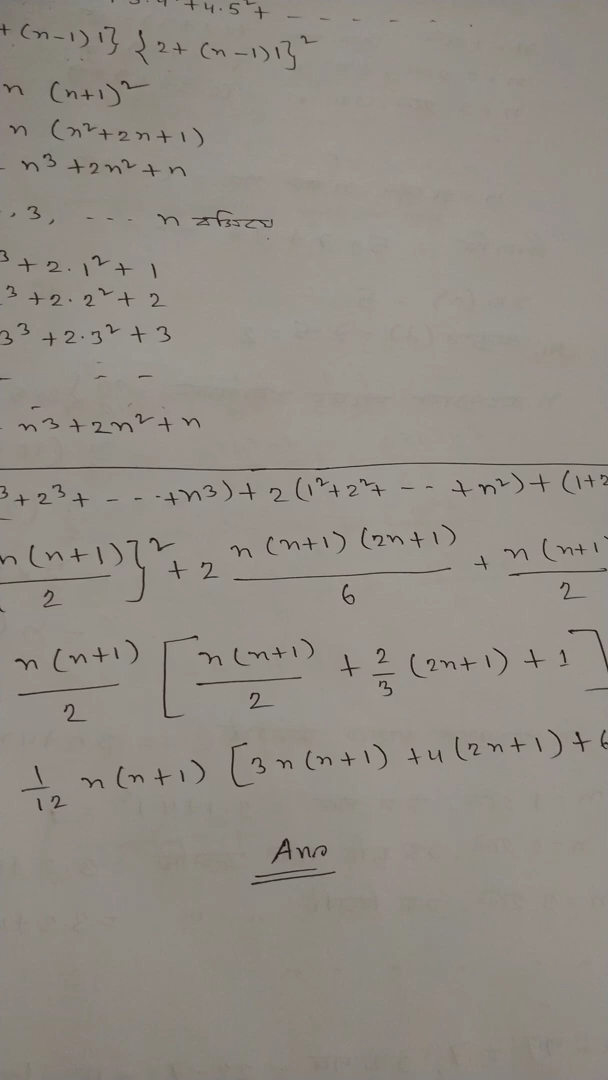 + 4.5² + - - - - - -
+ (n-1) 1} {2 + (n-1)1}²
n (n+1)²
n (n²+2n+1)
n³ + 2n² + n
, 3, --- n
³ + 2.1² + 1
³ + 2.2² + 2
3³ + 2.3² + 3
- - -
n³ + 2n² + n
³ + 2³ + - - - + n³) + 2 (1² + 2² + - - + n²) + (1+2
n(n+1)/2}² + 2 n(n+1)(2n+1)/6 + n(n+1/2
n(n+1)/2 [n(n+1)/2 + 2/3 (2n+1) + 1]
1/12 n(n+1) [3n(n+1) + 4(2n+1) + 6
Ans